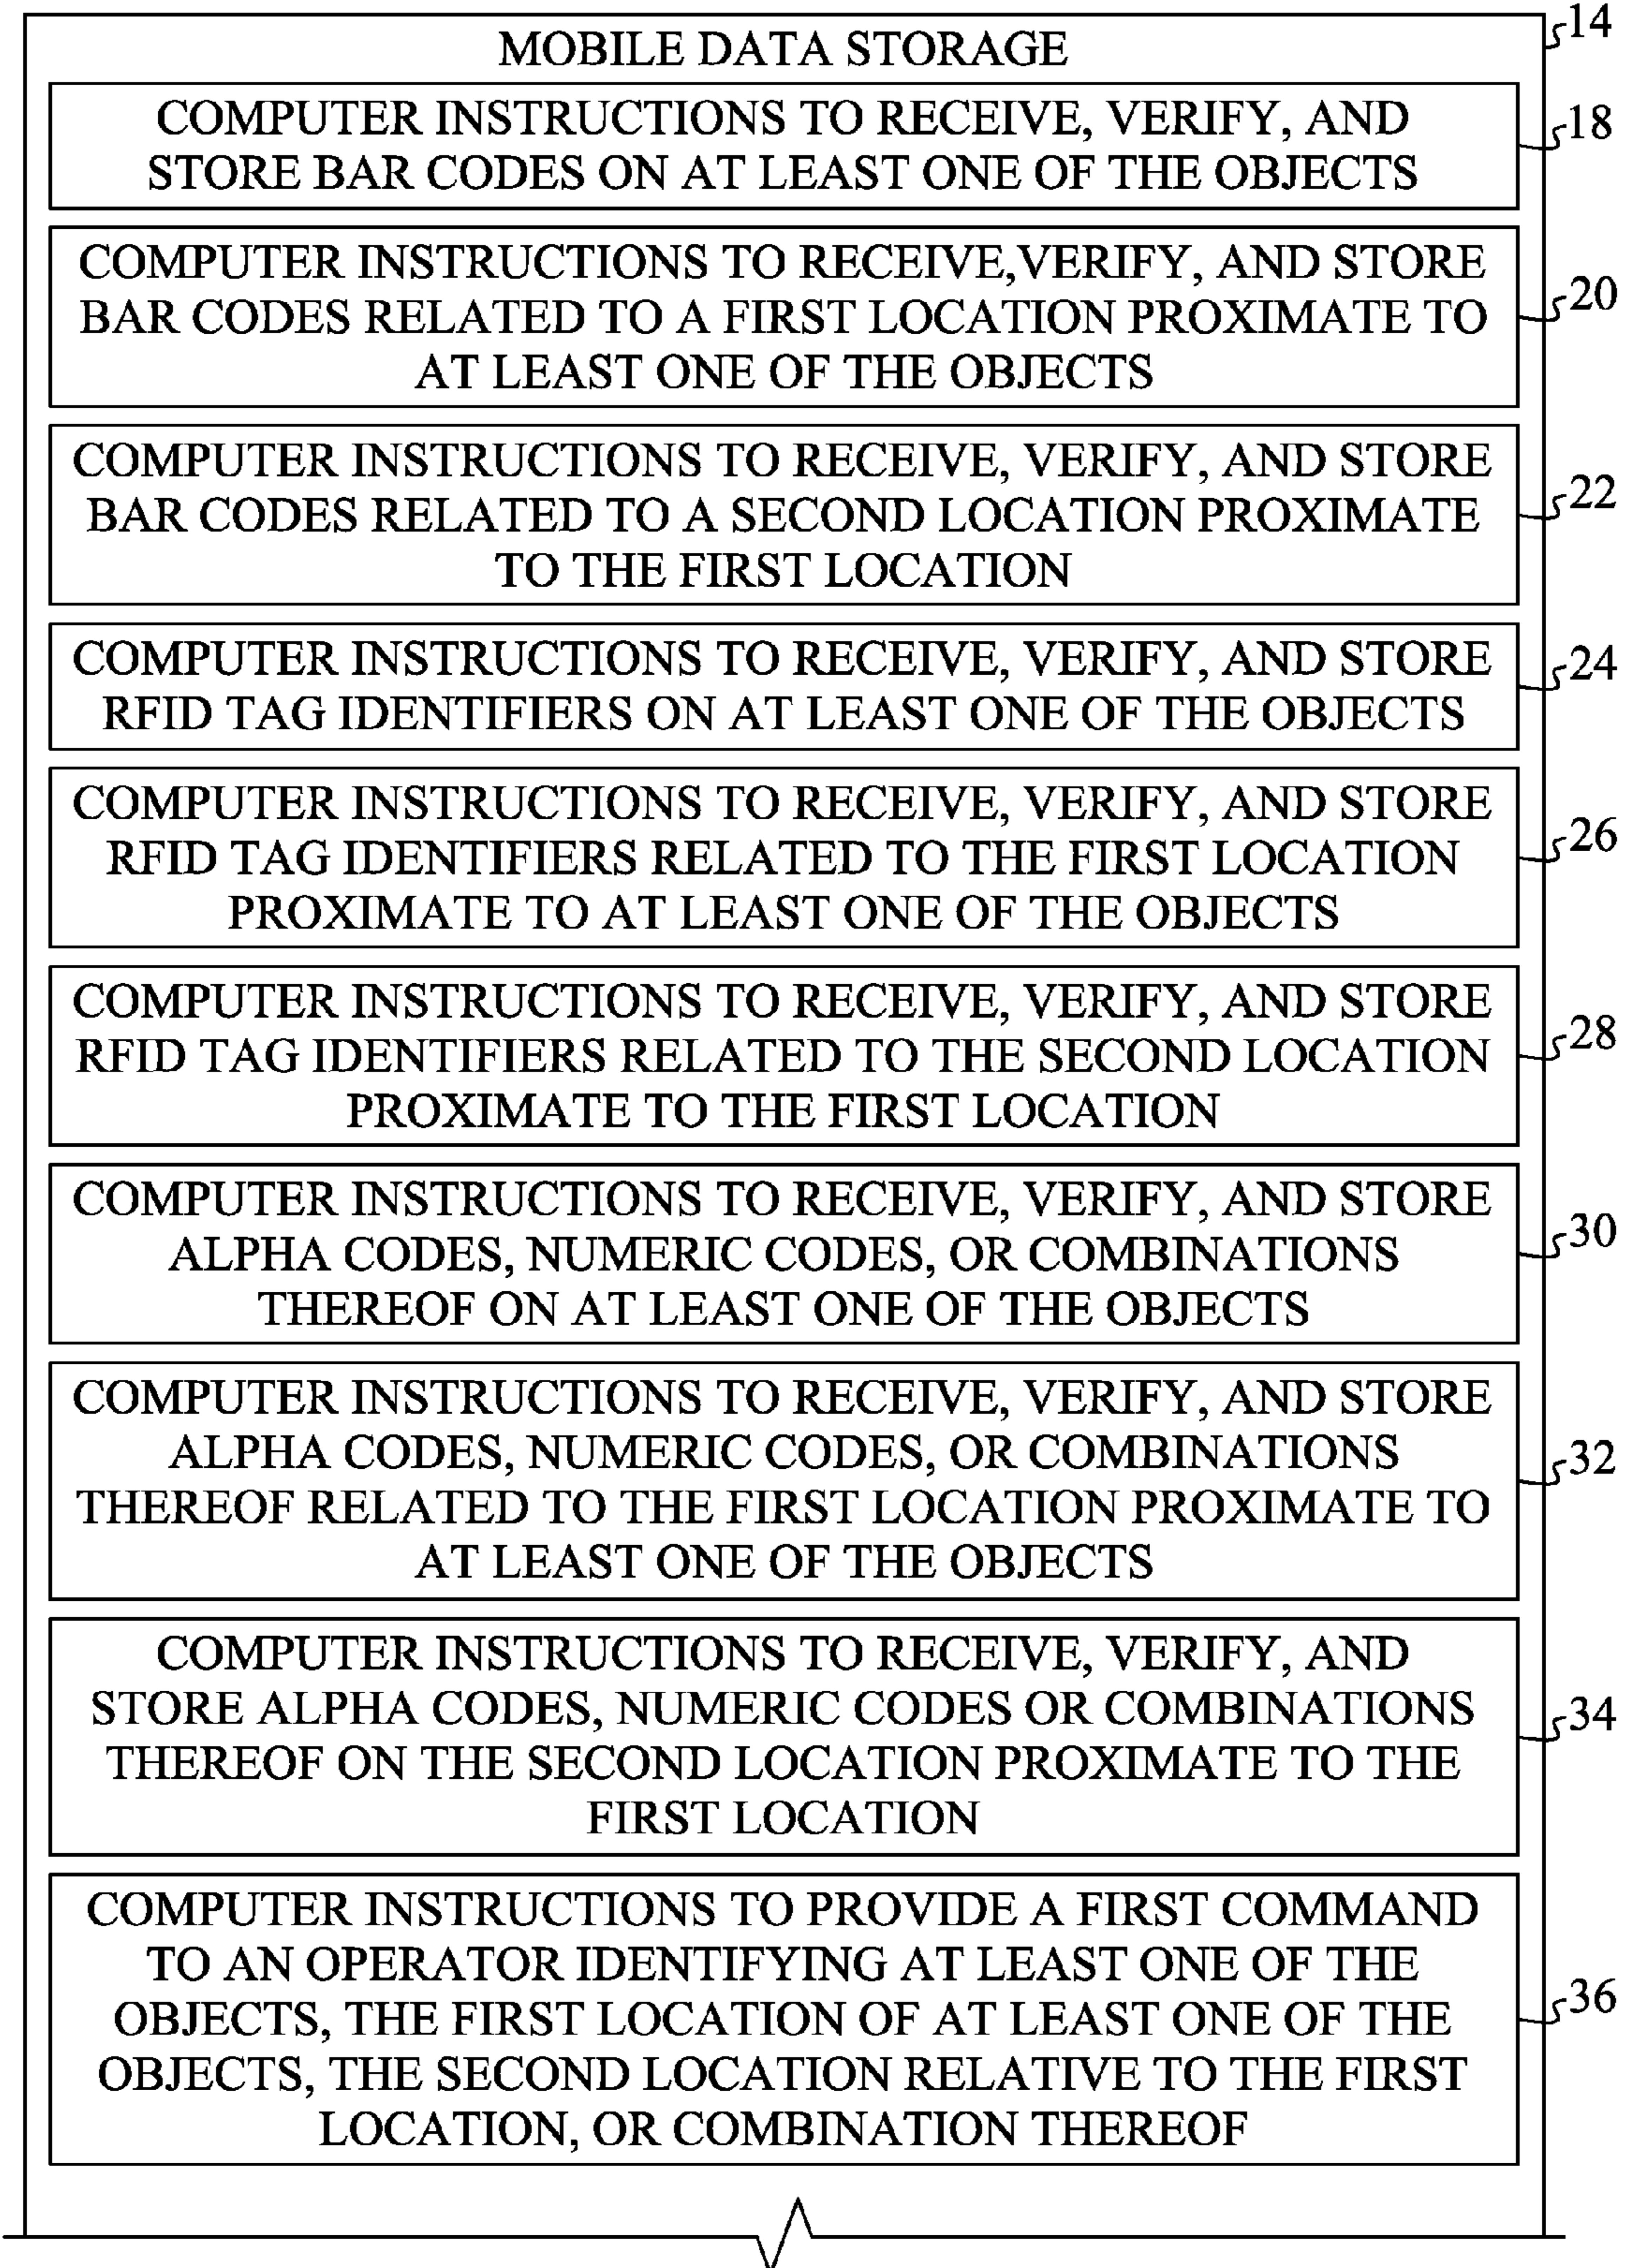 MOBILE DATA STORAGE
14
COMPUTER INSTRUCTIONS TO RECEIVE, VERIFY, AND
STORE BAR CODES ON AT LEAST ONE OF THE OBJECTS
18
COMPUTER INSTRUCTIONS TO RECEIVE,VERIFY, AND STORE
BAR CODES RELATED TO A FIRST LOCATION PROXIMATE TO
AT LEAST ONE OF THE OBJECTS
20
COMPUTER INSTRUCTIONS TO RECEIVE, VERIFY, AND STORE
BAR CODES RELATED TO A SECOND LOCATION PROXIMATE
TO THE FIRST LOCATION
22
COMPUTER INSTRUCTIONS TO RECEIVE, VERIFY, AND STORE
RFID TAG IDENTIFIERS ON AT LEAST ONE OF THE OBJECTS
24
COMPUTER INSTRUCTIONS TO RECEIVE, VERIFY, AND STORE
RFID TAG IDENTIFIERS RELATED TO THE FIRST LOCATION
PROXIMATE TO AT LEAST ONE OF THE OBJECTS
26
COMPUTER INSTRUCTIONS TO RECEIVE, VERIFY, AND STORE
RFID TAG IDENTIFIERS RELATED TO THE SECOND LOCATION
PROXIMATE TO THE FIRST LOCATION
28
COMPUTER INSTRUCTIONS TO RECEIVE, VERIFY, AND STORE
ALPHA CODES, NUMERIC CODES, OR COMBINATIONS
THEREOF ON AT LEAST ONE OF THE OBJECTS
30
COMPUTER INSTRUCTIONS TO RECEIVE, VERIFY, AND STORE
ALPHA CODES, NUMERIC CODES, OR COMBINATIONS
THEREOF RELATED TO THE FIRST LOCATION PROXIMATE TO
AT LEAST ONE OF THE OBJECTS
32
COMPUTER INSTRUCTIONS TO RECEIVE, VERIFY, AND
STORE ALPHA CODES, NUMERIC CODES OR COMBINATIONS
THEREOF ON THE SECOND LOCATION PROXIMATE TO THE
FIRST LOCATION
34
COMPUTER INSTRUCTIONS TO PROVIDE A FIRST COMMAND
TO AN OPERATOR IDENTIFYING AT LEAST ONE OF THE
OBJECTS, THE FIRST LOCATION OF AT LEAST ONE OF THE
OBJECTS, THE SECOND LOCATION RELATIVE TO THE FIRST
LOCATION, OR COMBINATION THEREOF
36